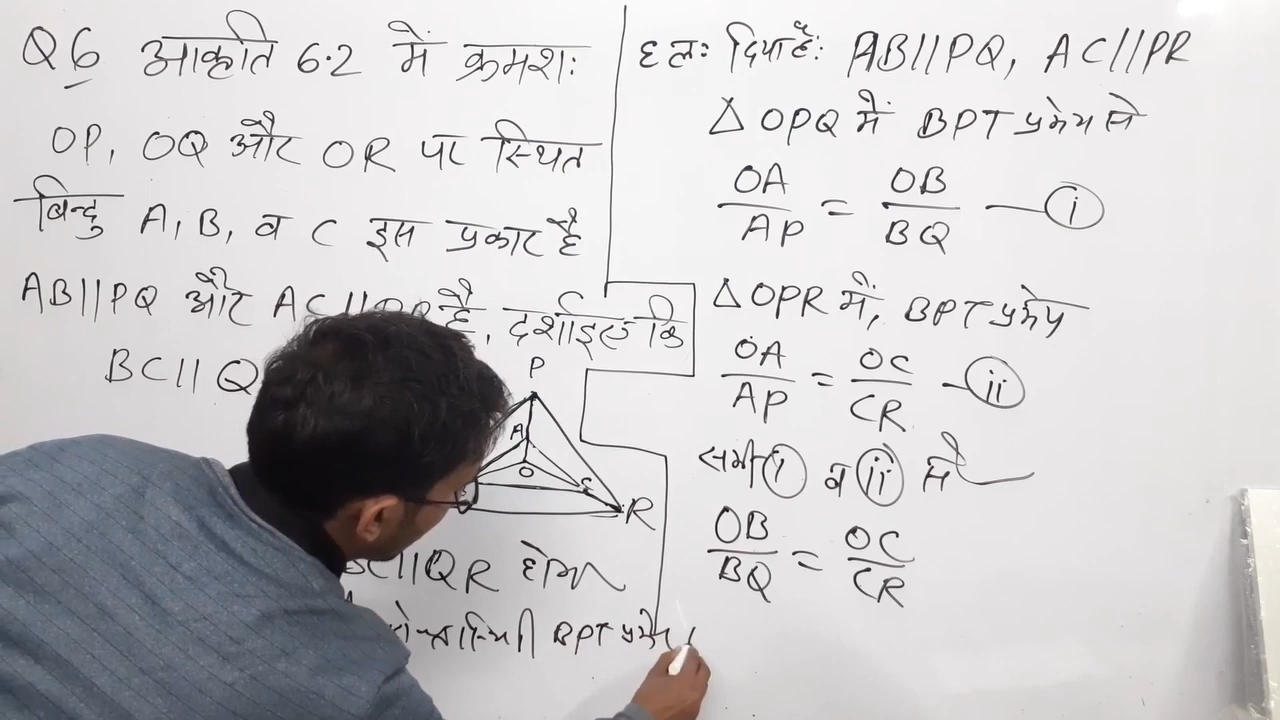 Q6 आकृति 6.2 में क्रमशः
OP, OQ और OR पर स्थित
बिन्दु A, B, व C इस प्रकार है
AB||PQ और AC|| है, दर्शाइए कि
BC|| Q
P
A
O
C
R
BC||QR होगा
BPT प्रमेय
हलः दिया हैः AB||PQ, AC||PR
△OPQ में BPT प्रमेय से
OA/AP = OB/BQ — i
△OPR में, BPT प्रमेय
OA/AP = OC/CR — ii
समी i व ii से
OB/BQ = OC/CR